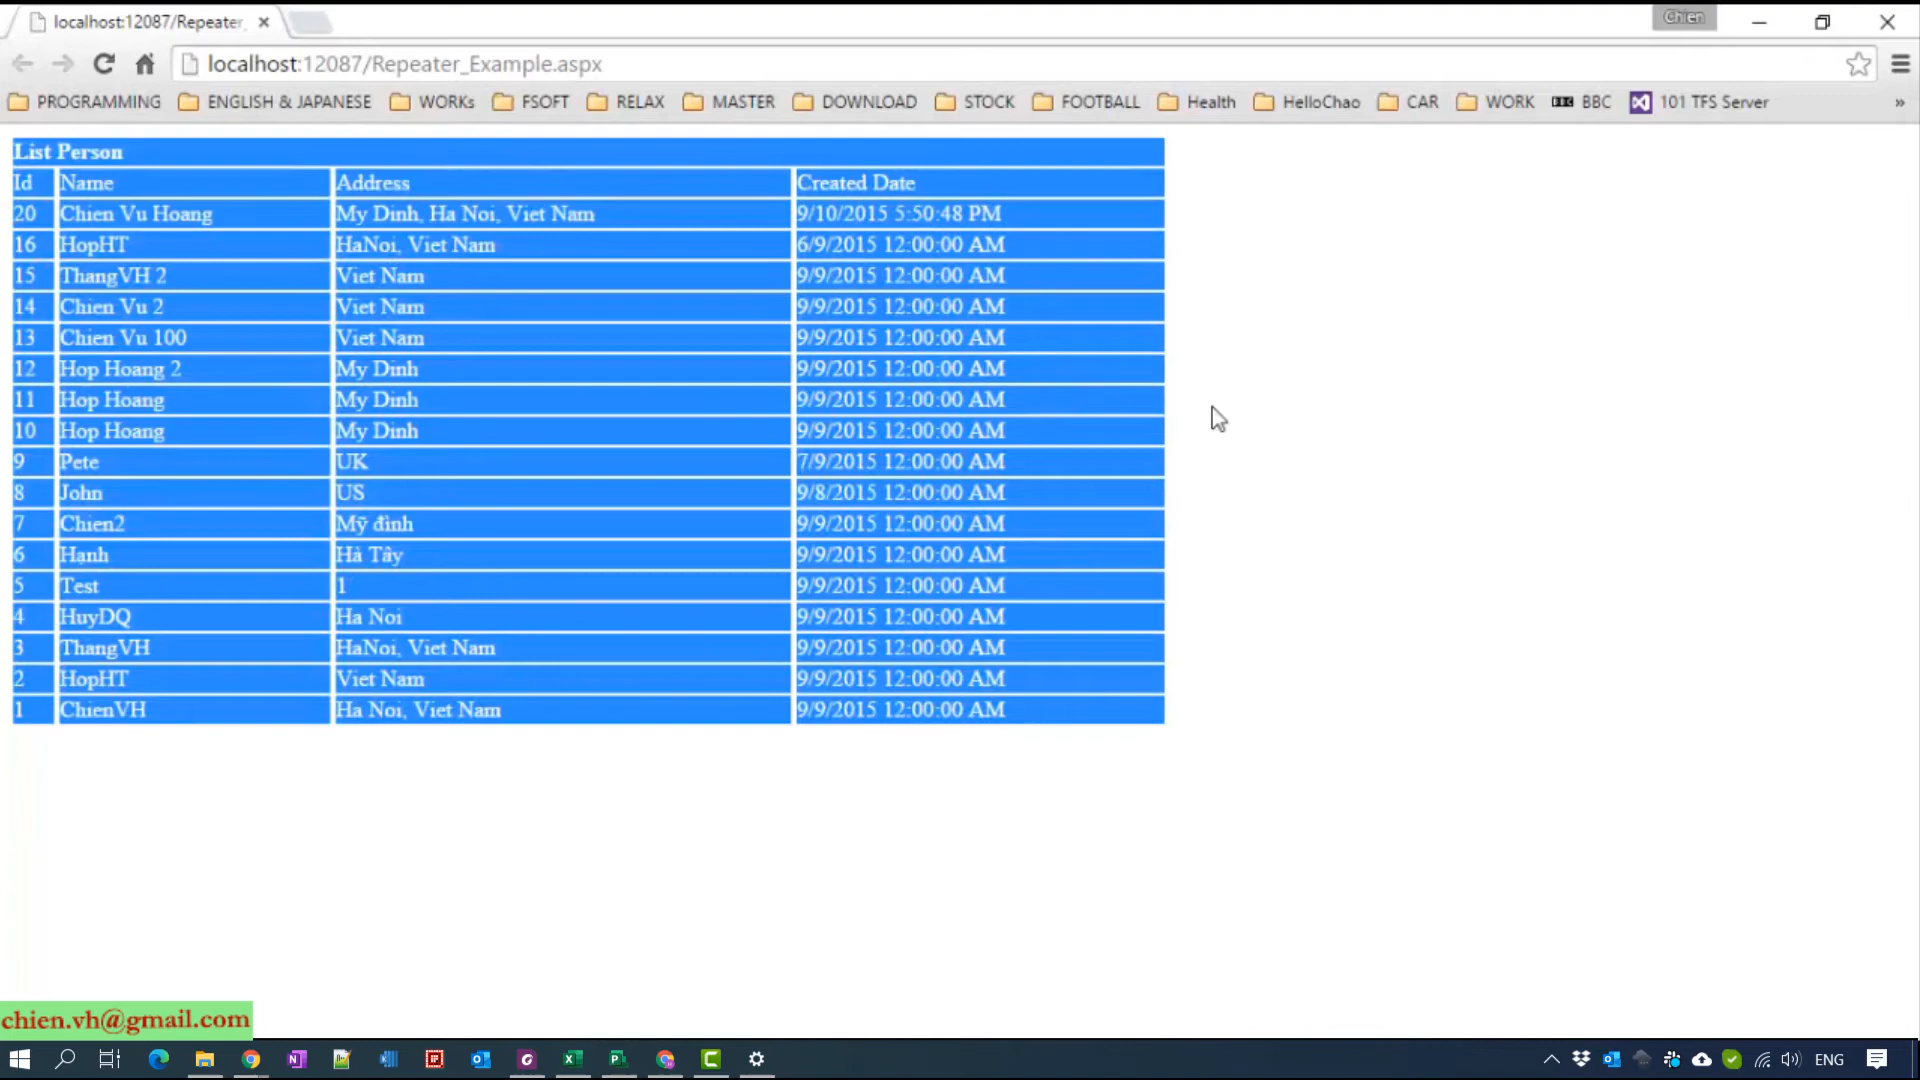 localhost:12087/Repeater_
Chien
localhost:12087/Repeater_Example.aspx
PROGRAMMING ENGLISH & JAPANESE WORKs FSOFT RELAX MASTER DOWNLOAD STOCK FOOTBALL Health HelloChao CAR WORK BBC 101 TFS Server »
List Person
Id Name Address Created Date
20 Chien Vu Hoang My Dinh, Ha Noi, Viet Nam 9/10/2015 5:50:48 PM
16 HopHT HaNoi, Viet Nam 6/9/2015 12:00:00 AM
15 ThangVH 2 Viet Nam 9/9/2015 12:00:00 AM
14 Chien Vu 2 Viet Nam 9/9/2015 12:00:00 AM
13 Chien Vu 100 Viet Nam 9/9/2015 12:00:00 AM
12 Hop Hoang 2 My Dinh 9/9/2015 12:00:00 AM
11 Hop Hoang My Dinh 9/9/2015 12:00:00 AM
10 Hop Hoang My Dinh 9/9/2015 12:00:00 AM
9 Pete UK 7/9/2015 12:00:00 AM
8 John US 9/8/2015 12:00:00 AM
7 Chien2 Mỹ đình 9/9/2015 12:00:00 AM
6 Hạnh Hà Tây 9/9/2015 12:00:00 AM
5 Test 1 9/9/2015 12:00:00 AM
4 HuyDQ Ha Noi 9/9/2015 12:00:00 AM
3 ThangVH HaNoi, Viet Nam 9/9/2015 12:00:00 AM
2 HopHT Viet Nam 9/9/2015 12:00:00 AM
1 ChienVH Ha Noi, Viet Nam 9/9/2015 12:00:00 AM
chien.vh@gmail.com
ENG